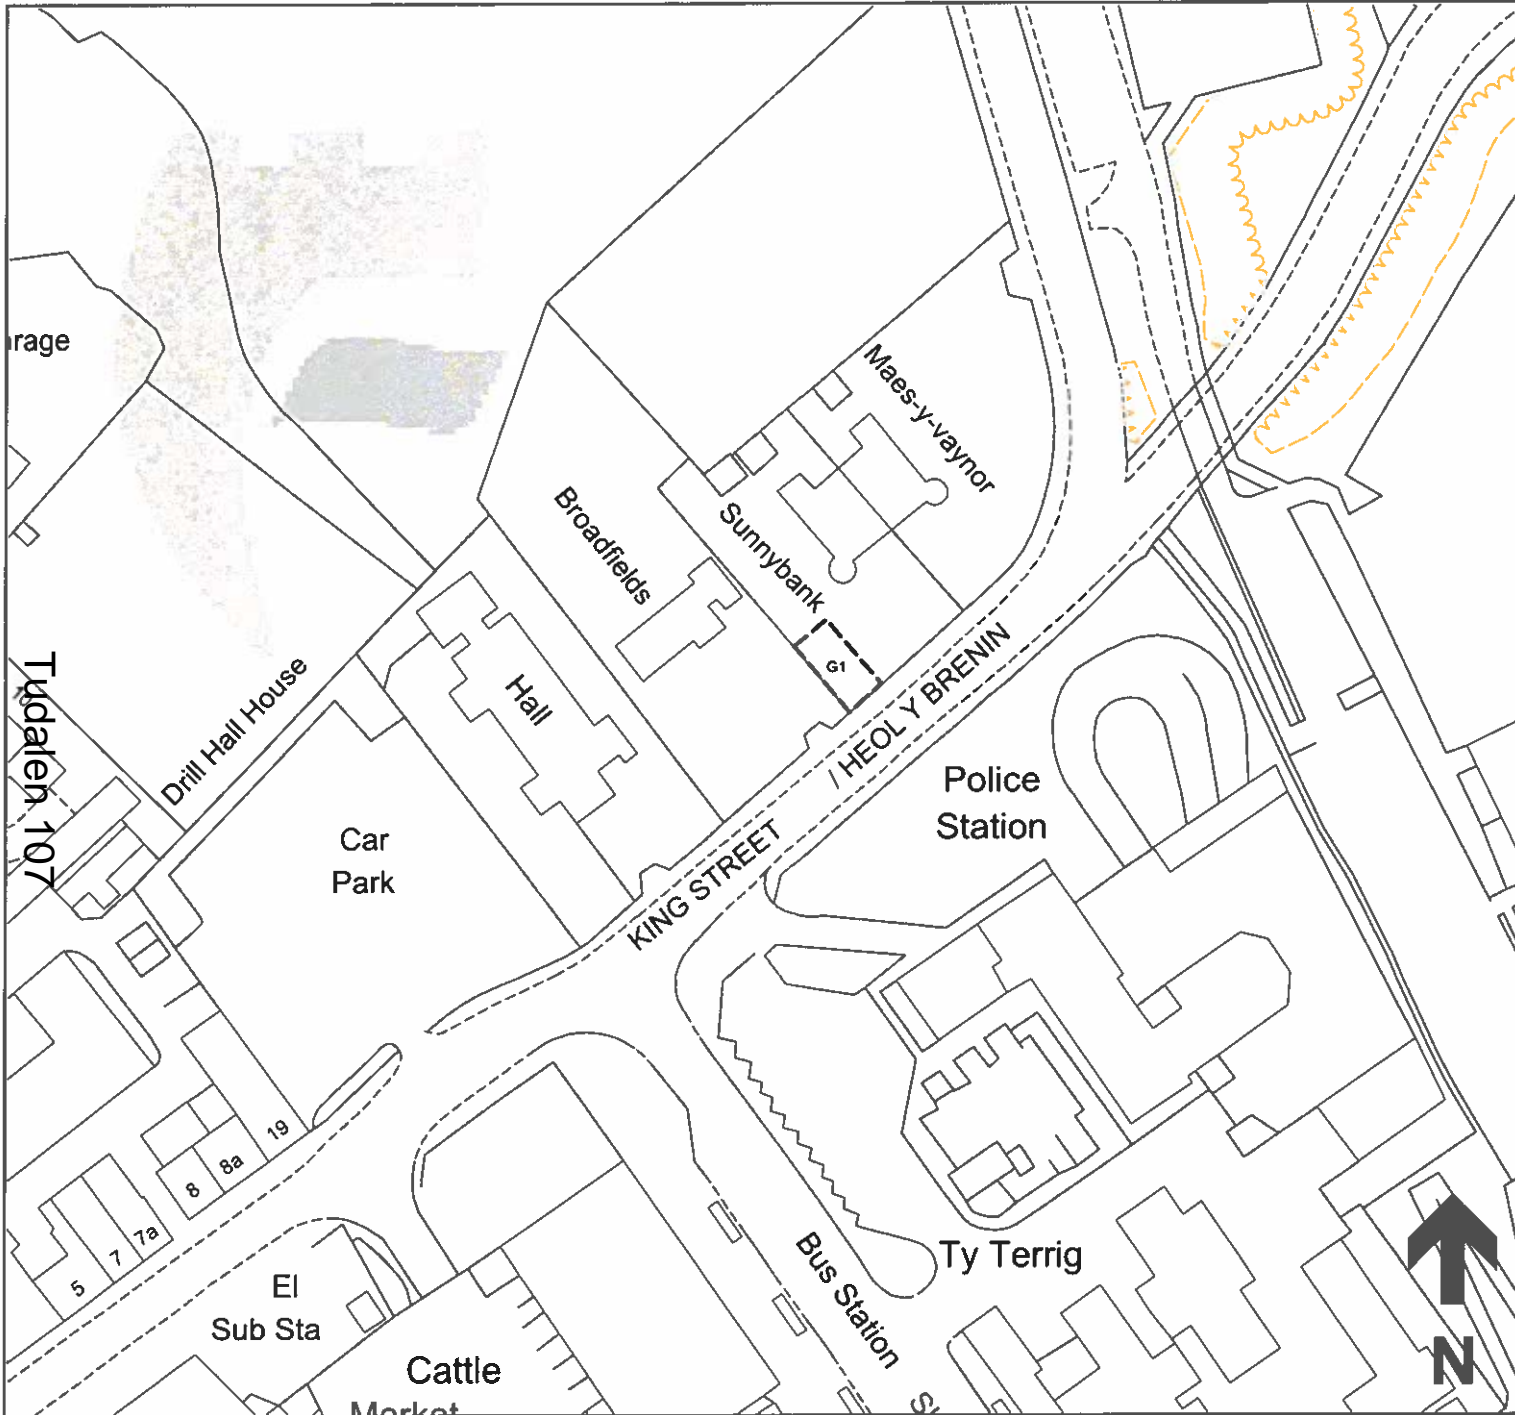 Maes-y-vaynor
Broadfields
Sunnybank
G1
Hall
Drill Hall House
Tudalen 107
KING STREET / HEOL Y BRENIN
Police
Station
Car
Park
19
8a
8
7a
7
5
El
Sub Sta
Cattle
Market
Bus Station
Ty Terrig
N